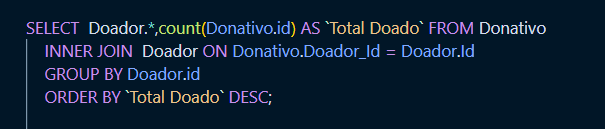 SELECT  Doador.*,count(Donativo.id) AS `Total Doado` FROM Donativo
INNER JOIN  Doador ON Donativo.Doador_Id = Doador.Id
GROUP BY Doador.id
ORDER BY `Total Doado` DESC;